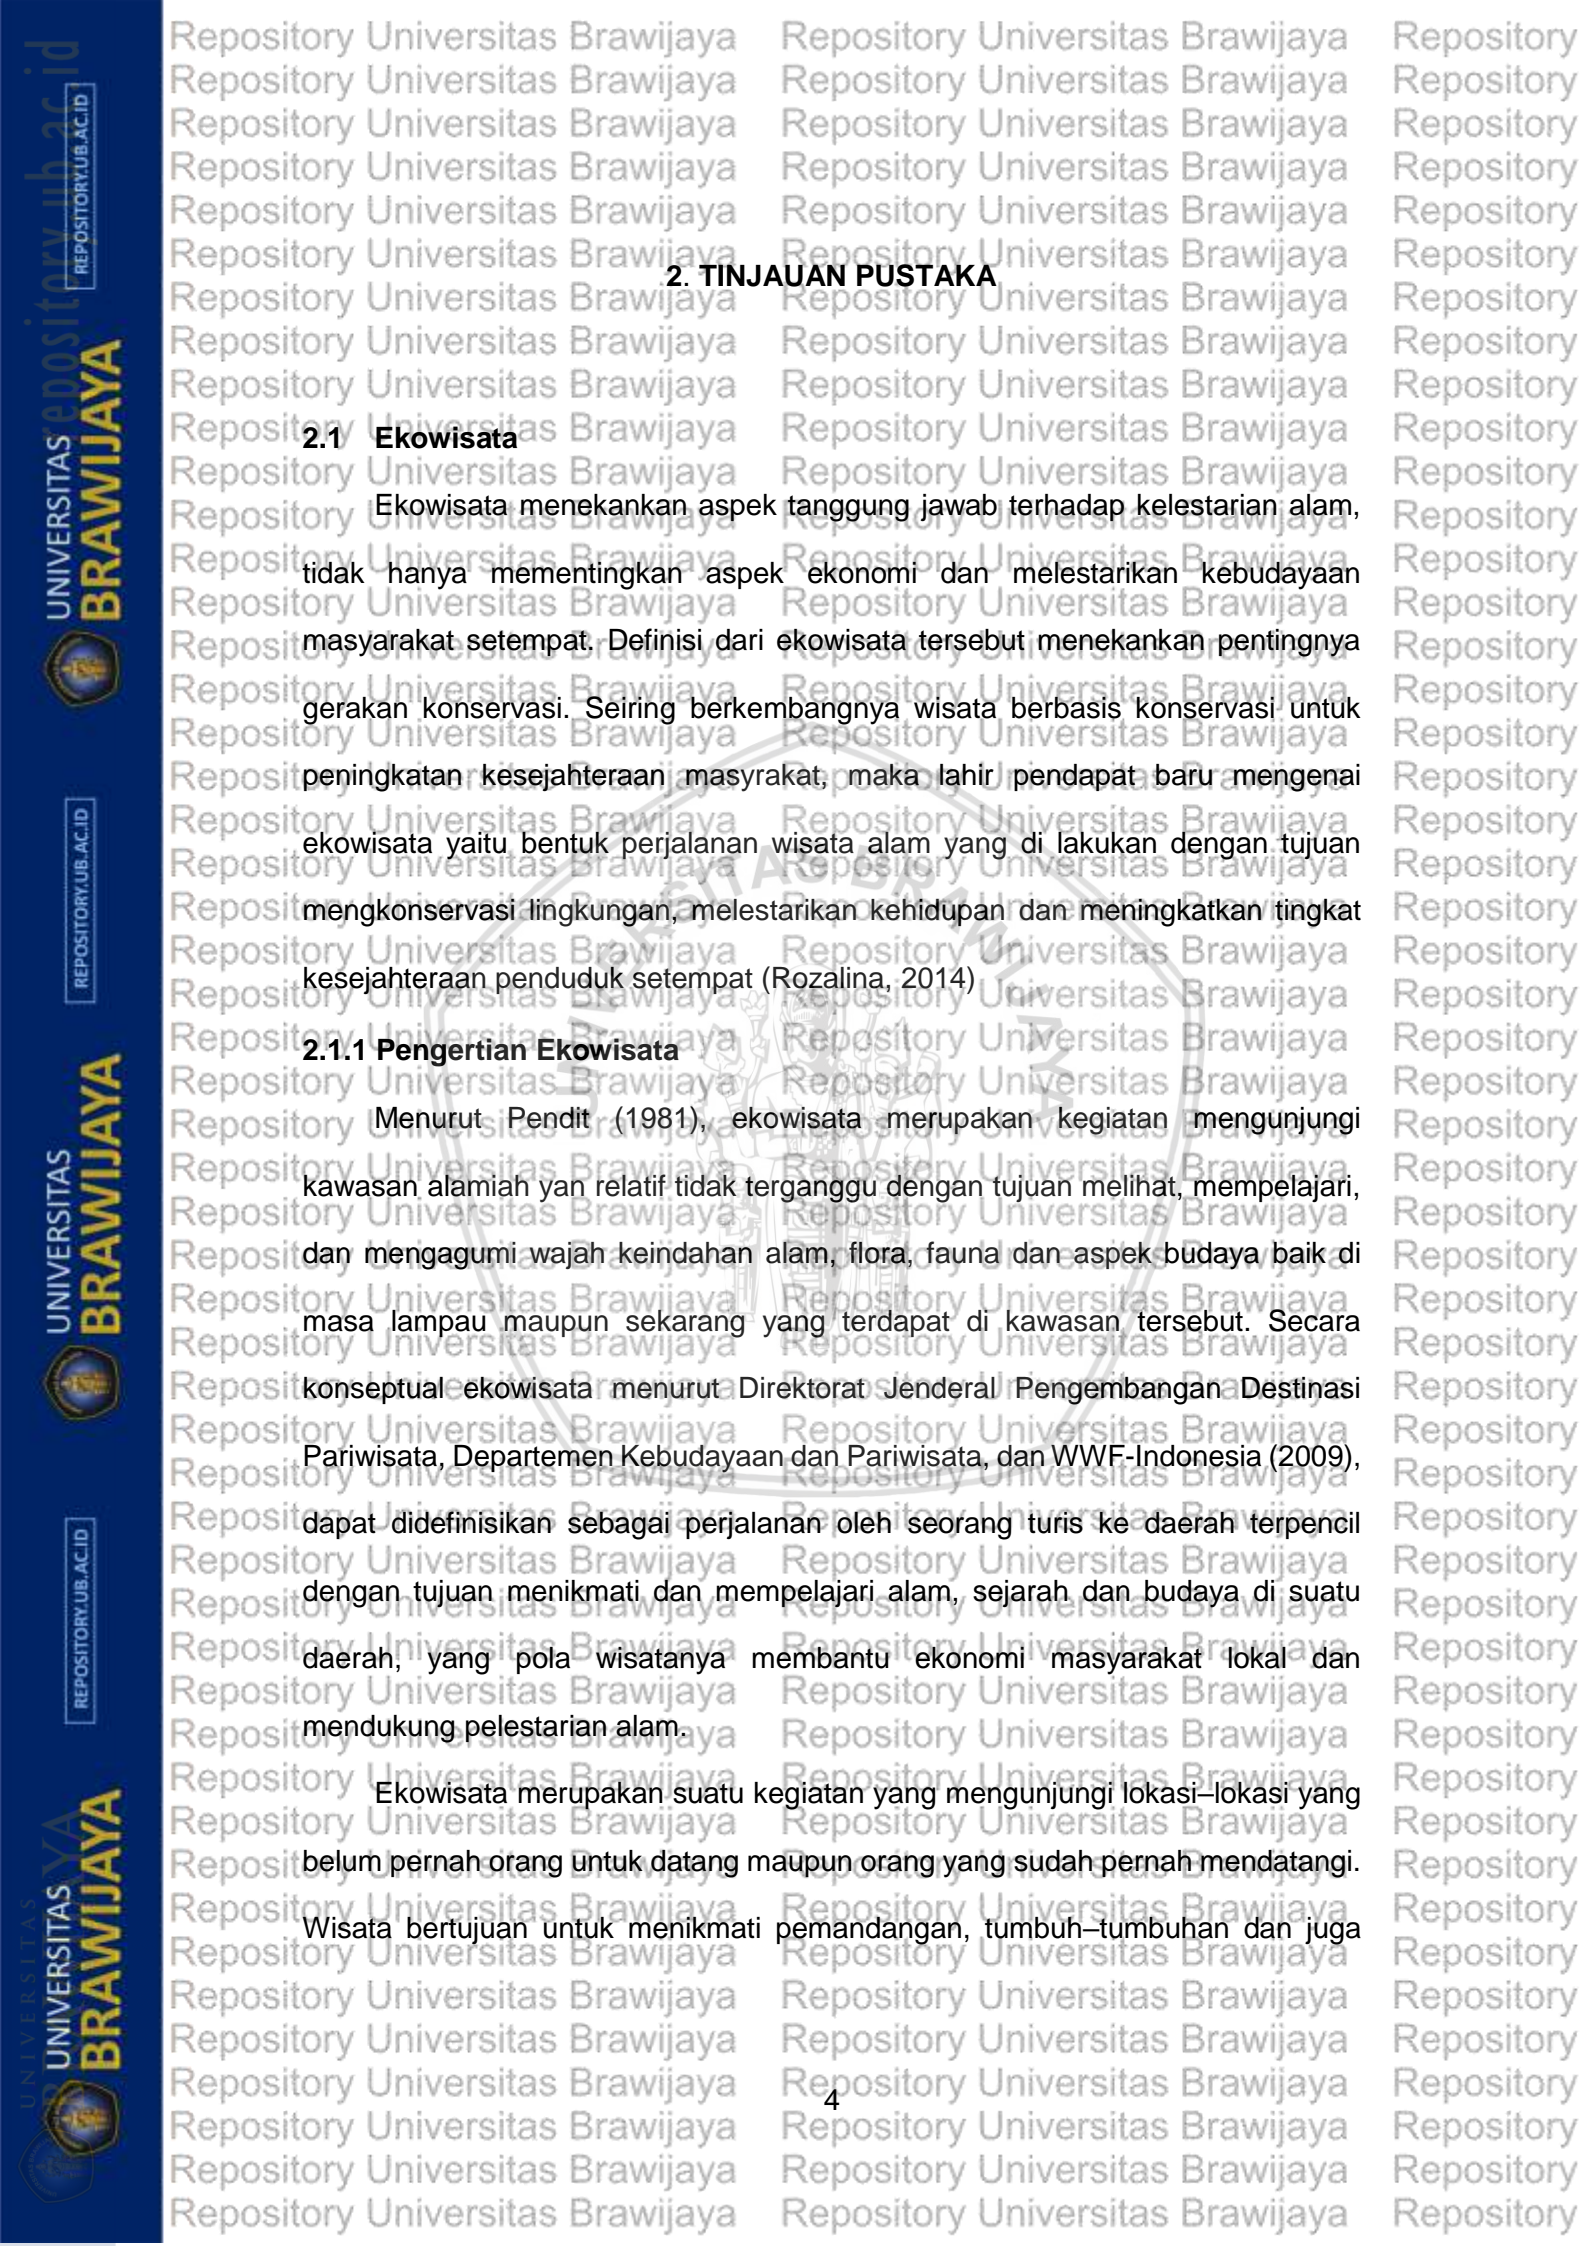 2. TINJAUAN PUSTAKA
2.1 Ekowisata
Ekowisata menekankan aspek tanggung jawab terhadap kelestarian alam,
tidak hanya mementingkan aspek ekonomi dan melestarikan kebudayaan
masyarakat setempat. Definisi dari ekowisata tersebut menekankan pentingnya
gerakan konservasi. Seiring berkembangnya wisata berbasis konservasi untuk
peningkatan kesejahteraan masyrakat, maka lahir pendapat baru mengenai
ekowisata yaitu bentuk perjalanan wisata alam yang di lakukan dengan tujuan
mengkonservasi lingkungan, melestarikan kehidupan dan meningkatkan tingkat
kesejahteraan penduduk setempat (Rozalina, 2014)
2.1.1 Pengertian Ekowisata
Menurut Pendit (1981), ekowisata merupakan kegiatan mengunjungi
kawasan alamiah yan relatif tidak terganggu dengan tujuan melihat, mempelajari,
dan mengagumi wajah keindahan alam, flora, fauna dan aspek budaya baik di
masa lampau maupun sekarang yang terdapat di kawasan tersebut. Secara
konseptual ekowisata menurut Direktorat Jenderal Pengembangan Destinasi
Pariwisata, Departemen Kebudayaan dan Pariwisata, dan WWF-Indonesia (2009),
dapat didefinisikan sebagai perjalanan oleh seorang turis ke daerah terpencil
dengan tujuan menikmati dan mempelajari alam, sejarah dan budaya di suatu
daerah, yang pola wisatanya membantu ekonomi masyarakat lokal dan
mendukung pelestarian alam.
Ekowisata merupakan suatu kegiatan yang mengunjungi lokasi–lokasi yang
belum pernah orang untuk datang maupun orang yang sudah pernah mendatangi.
Wisata bertujuan untuk menikmati pemandangan, tumbuh–tumbuhan dan juga
4